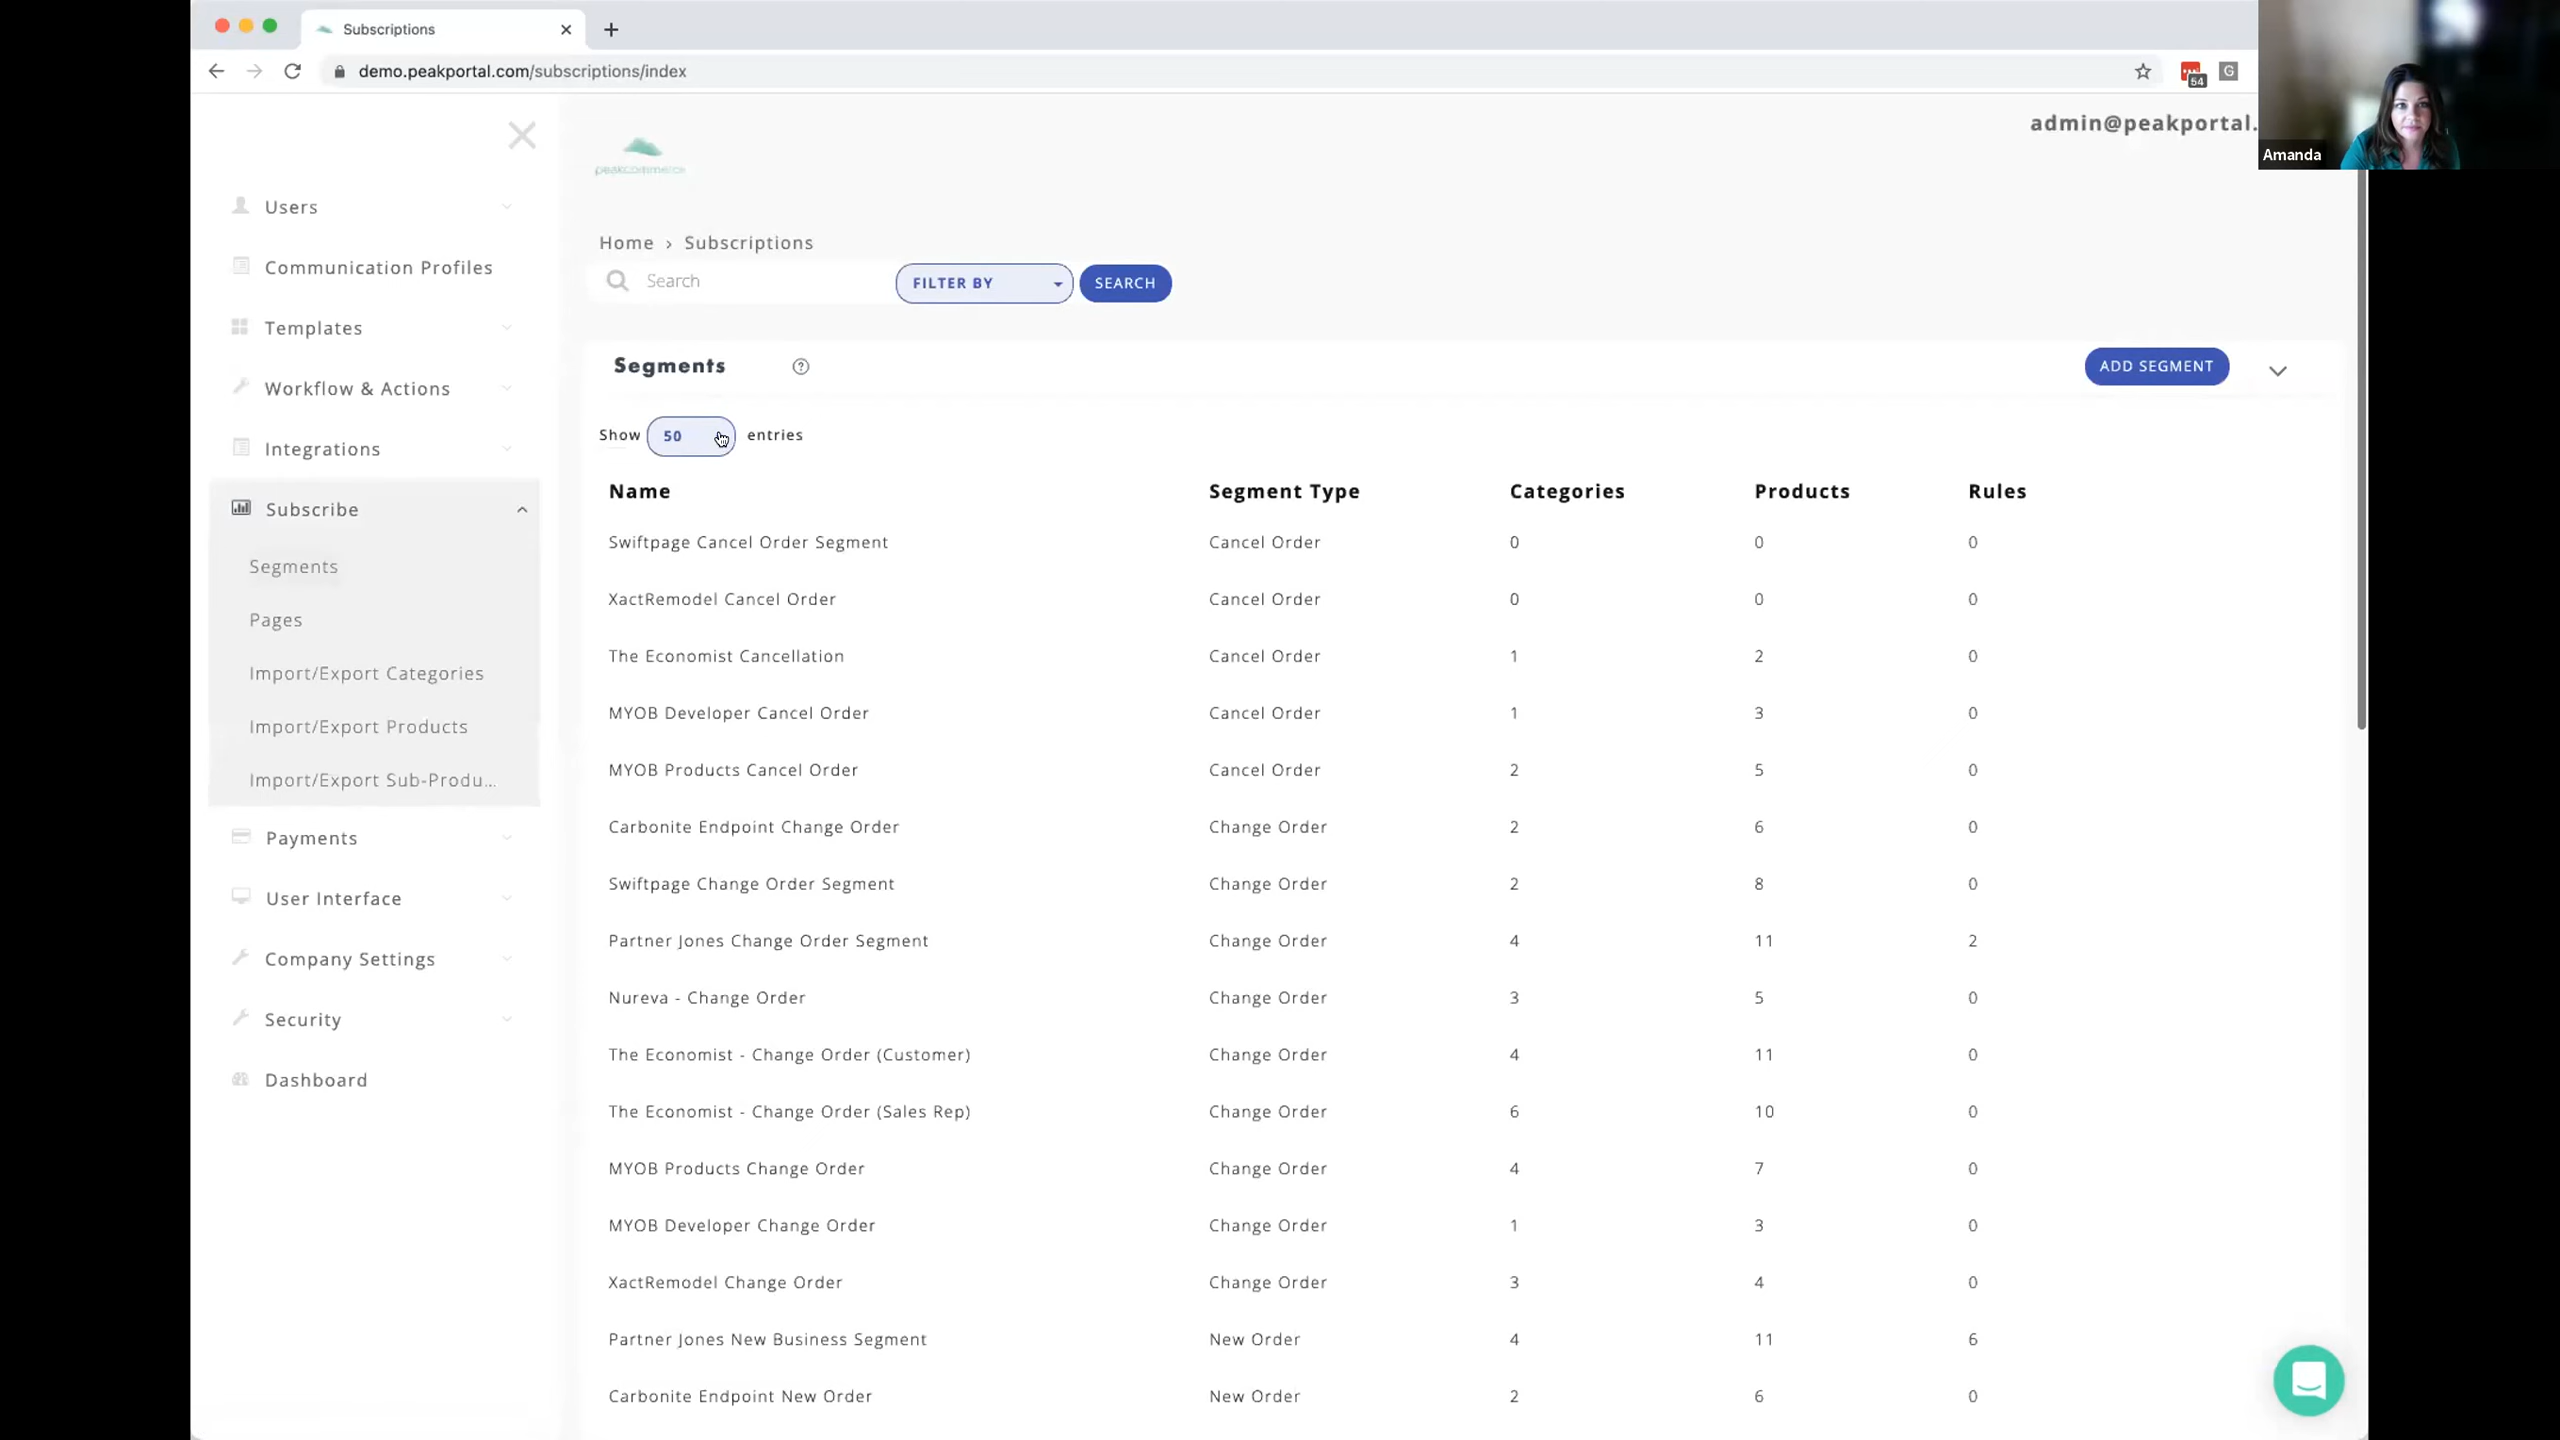 Subscriptions
demo.peakportal.com/subscriptions/index
54
G
admin@peakportal.
Amanda
peakcommerce
Users
Communication Profiles
Templates
Workflow & Actions
Integrations
Subscribe
Segments
Pages
Import/Export Categories
Import/Export Products
Import/Export Sub-Produ...
Payments
User Interface
Company Settings
Security
Dashboard
Home › Subscriptions
Search FILTER BY SEARCH
Segments ? ADD SEGMENT
Show 50 entries
Name Segment Type Categories Products Rules
Swiftpage Cancel Order Segment Cancel Order 0 0 0
XactRemodel Cancel Order Cancel Order 0 0 0
The Economist Cancellation Cancel Order 1 2 0
MYOB Developer Cancel Order Cancel Order 1 3 0
MYOB Products Cancel Order Cancel Order 2 5 0
Carbonite Endpoint Change Order Change Order 2 6 0
Swiftpage Change Order Segment Change Order 2 8 0
Partner Jones Change Order Segment Change Order 4 11 2
Nureva - Change Order Change Order 3 5 0
The Economist - Change Order (Customer) Change Order 4 11 0
The Economist - Change Order (Sales Rep) Change Order 6 10 0
MYOB Products Change Order Change Order 4 7 0
MYOB Developer Change Order Change Order 1 3 0
XactRemodel Change Order Change Order 3 4 0
Partner Jones New Business Segment New Order 4 11 6
Carbonite Endpoint New Order New Order 2 6 0